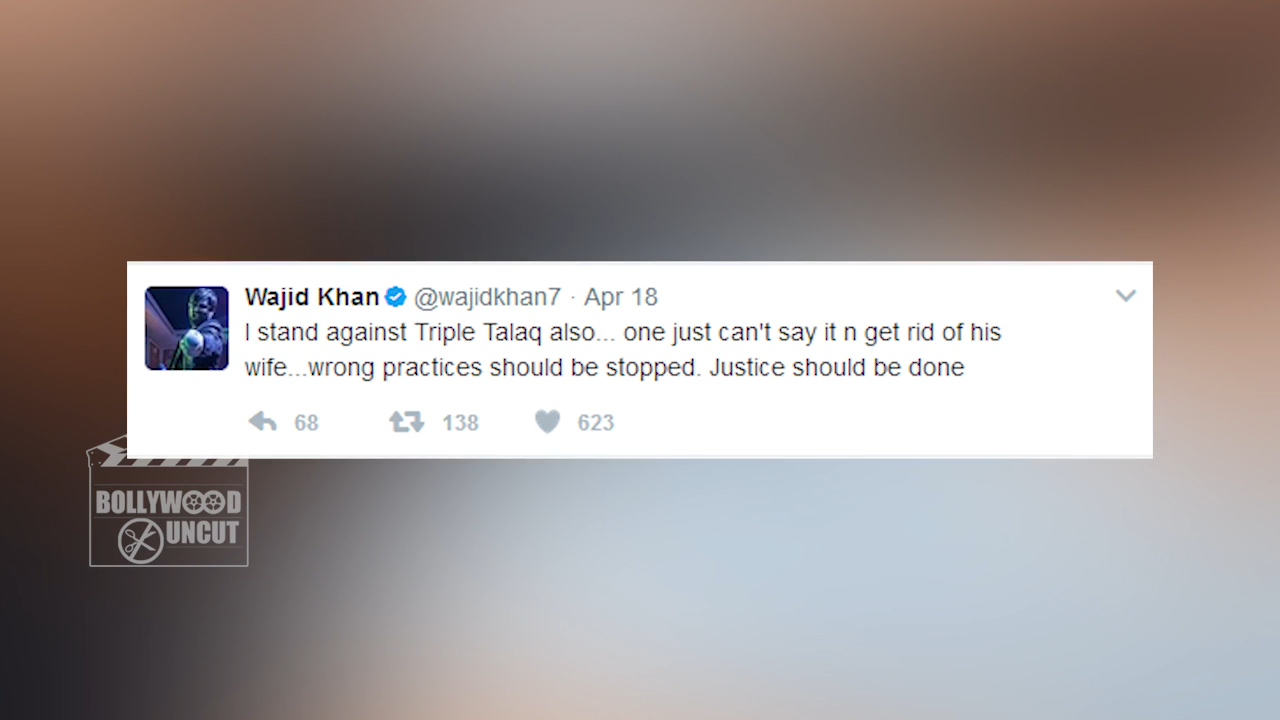 Wajid Khan @wajidkhan7 · Apr 18
I stand against Triple Talaq also... one just can't say it n get rid of his
wife...wrong practices should be stopped. Justice should be done
68 138 623
BOLLYWOOD
UNCUT